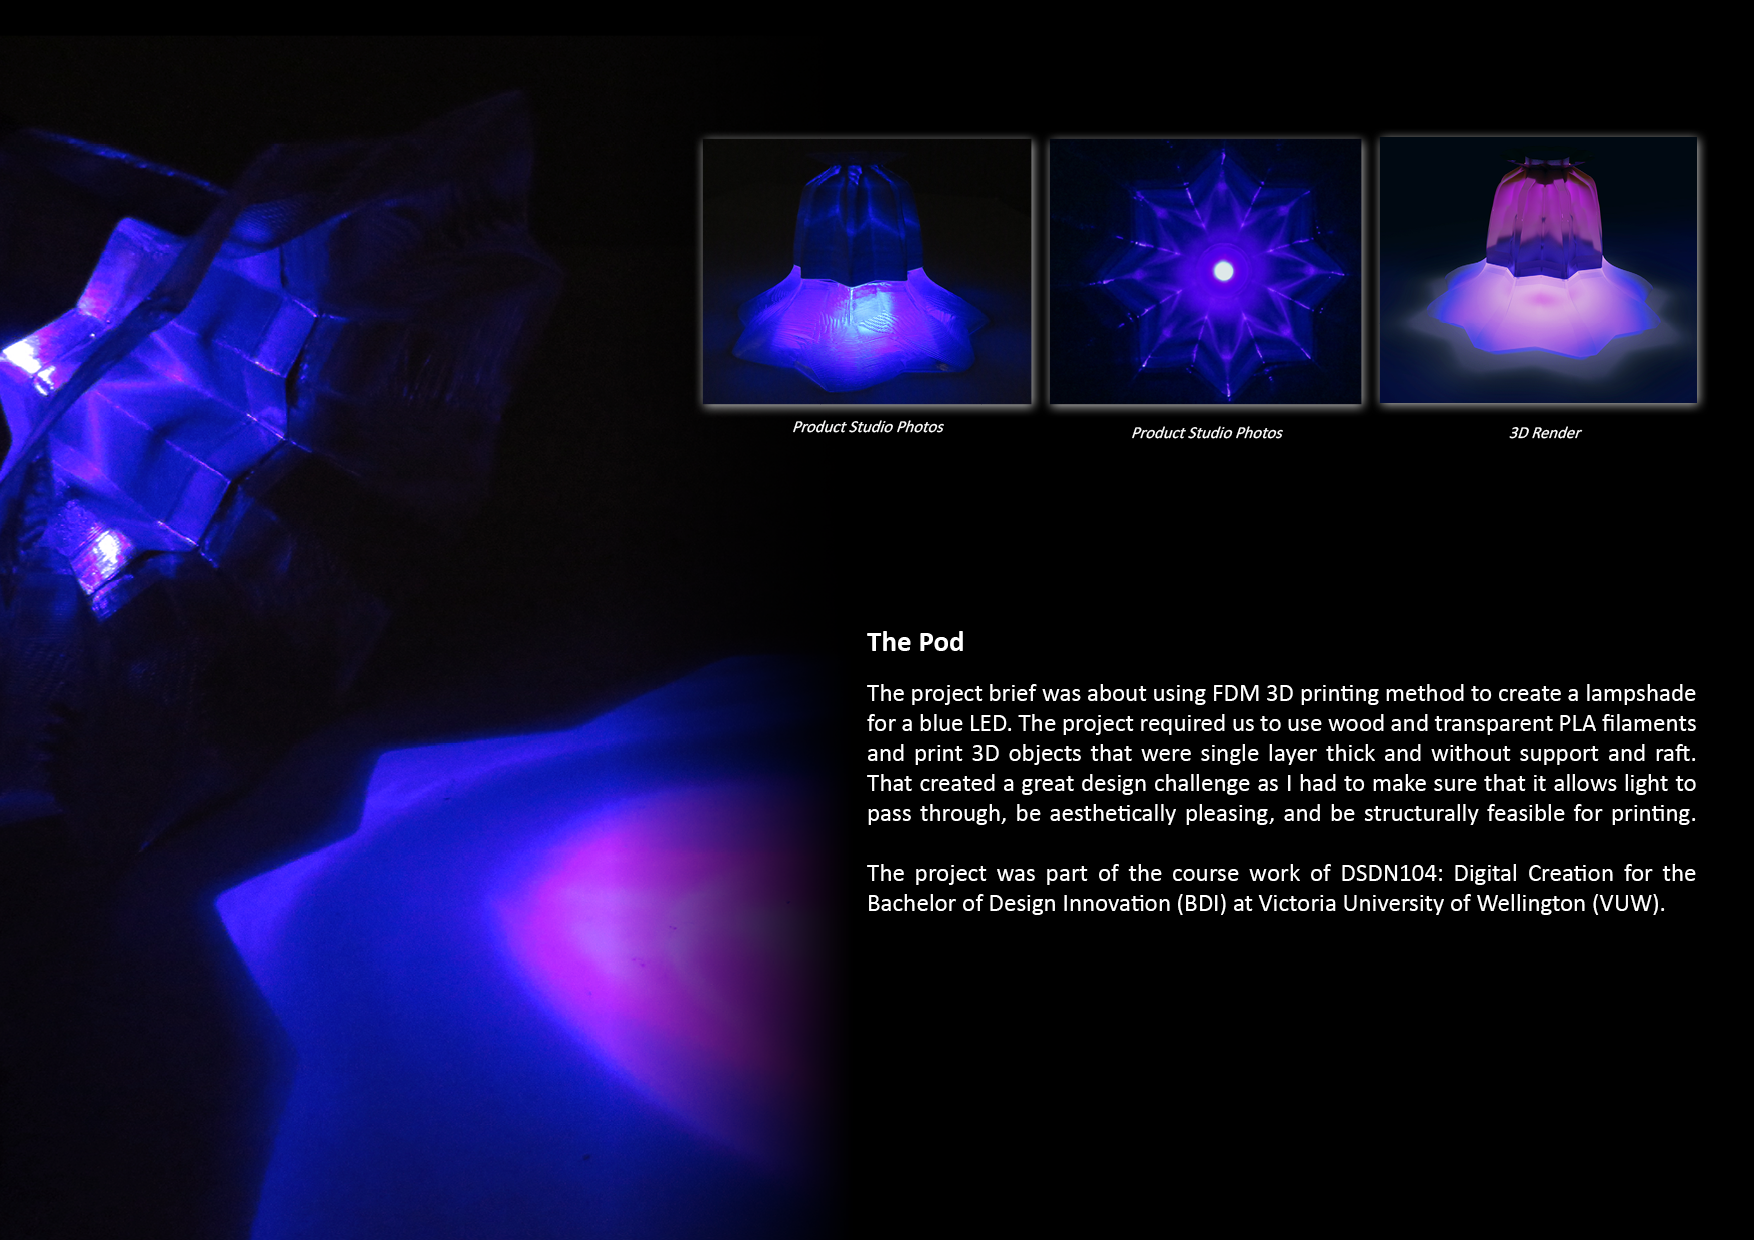 Product Studio Photos
Product Studio Photos
3D Render
The Pod
The project brief was about using FDM 3D printing method to create a lampshade
for a blue LED. The project required us to use wood and transparent PLA filaments
and print 3D objects that were single layer thick and without support and raft.
That created a great design challenge as I had to make sure that it allows light to
pass through, be aesthetically pleasing, and be structurally feasible for printing.
The project was part of the course work of DSDN104: Digital Creation for the
Bachelor of Design Innovation (BDI) at Victoria University of Wellington (VUW).